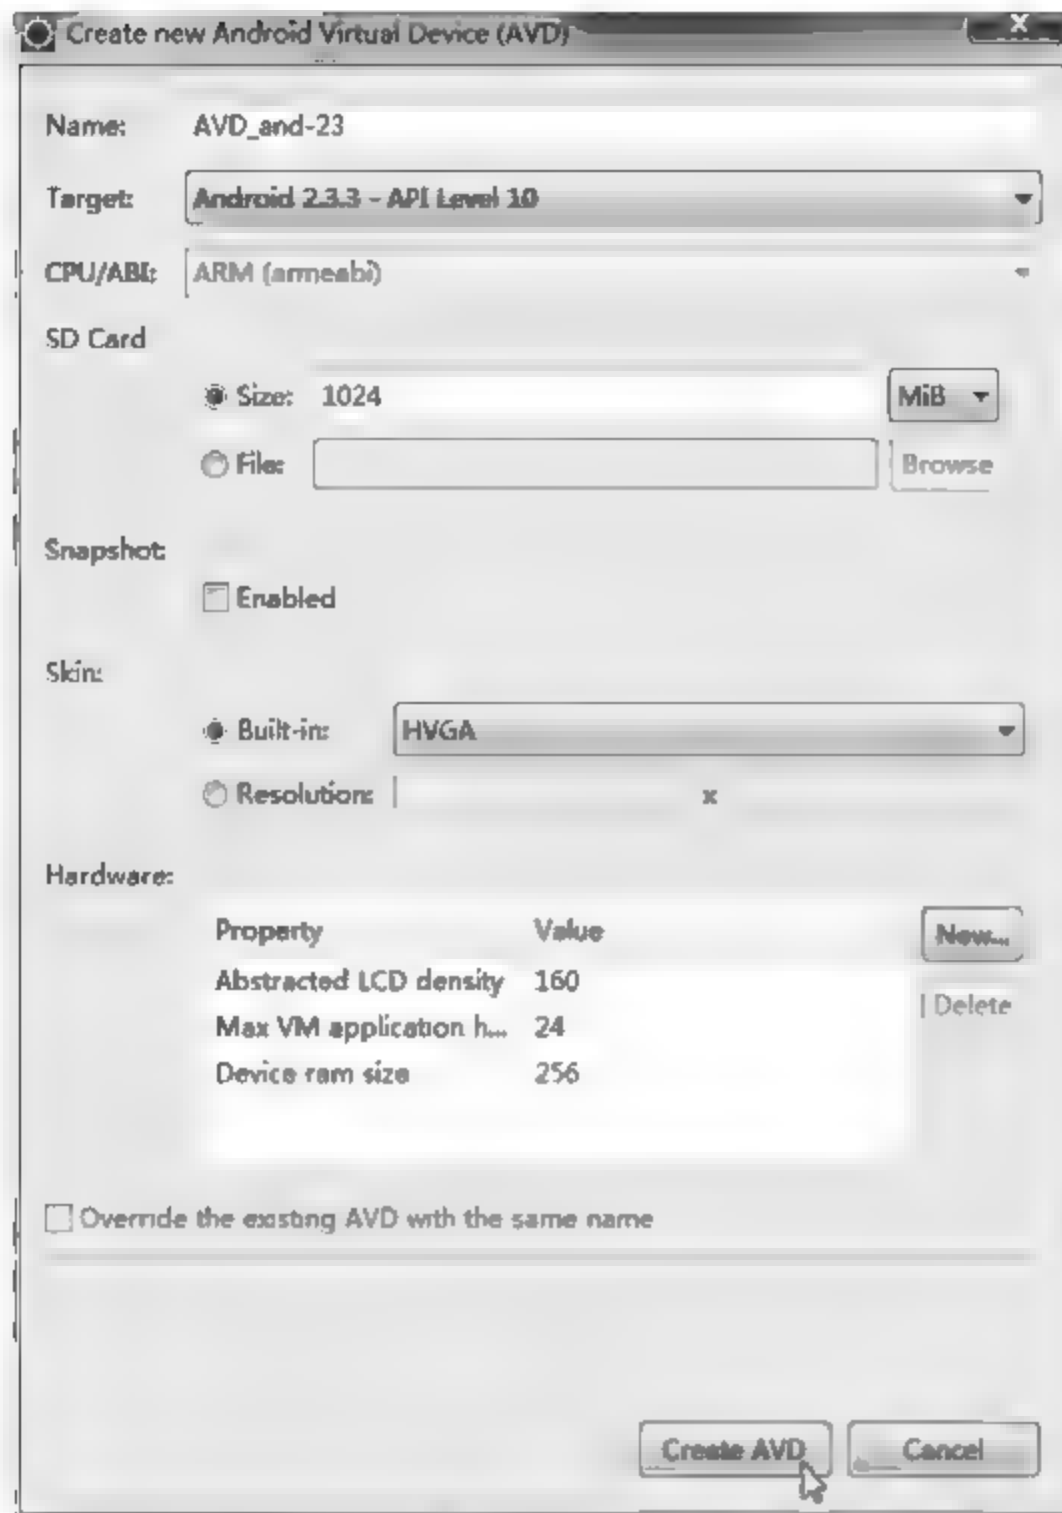 Create new Android Virtual Device (AVD) X
Name: AVD_and-23
Target: Android 2.3.3 - API Level 10
CPU/ABI: ARM (armeabi)
SD Card
Size: 1024 MiB
File: Browse
Snapshot:
Enabled
Skin:
Built-in: HVGA
Resolution: x
Hardware:
Property Value New...
Abstracted LCD density 160
Delete
Max VM application h... 24
Device ram size 256
Override the existing AVD with the same name
Create AVD Cancel